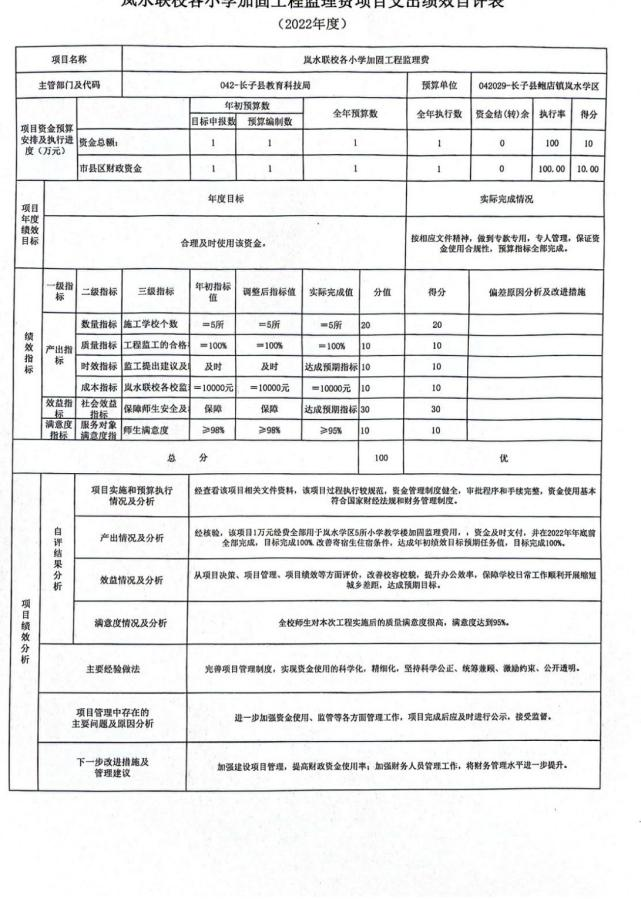 岚水联校各小学加固工程监理费项目支出绩效自评表
（2022年度）
项目名称 岚水联校各小学加固工程监理费
主管部门及代码 042-长子县教育科技局 预算单位 042029-长子县鲍店镇岚水学区
项目资金预算安排及执行进度（万元） 年初预算数 全年预算数 全年执行数 资金结(转)余 执行率 得分
目标申报数 预算编制数
资金总额： 1 1 1 1 0 100 10
市县区财政资金 1 1 1 1 0 100.00 10.00
项目年度绩效目标 年度目标 实际完成情况
合理及时使用该资金。 按相应文件精神，做到专款专用，专人管理，保证资金使用合规性，预算指标全部完成。
绩效指标 一级指标 二级指标 三级指标 年初指标值 调整后指标值 实际完成值 分值 得分 偏差原因分析及改进措施
产出指标 数量指标 施工学校个数 ＝5所 ＝5所 ＝5所 20 20
质量指标 工程监工的合格 ＝100% ＝100% ＝100% 10 10
时效指标 监工提出建议及 及时 及时 达成预期指标 10 10
成本指标 岚水联校各校监 ＝10000元 ＝10000元 ＝10000元 10 10
效益指标 社会效益指标 保障师生安全及 保障 保障 达成预期指标 30 30
满意度指标 服务对象满意度指 师生满意度 ≥98% ≥98% ≥95% 10 10
总 分 100 优
项目绩效分析 自评结果分析 项目实施和预算执行情况及分析 经查看该项目相关文件资料，该项目过程执行较规范，资金管理制度健全，审批程序和手续完整，资金使用基本符合国家财经法规和财务管理制度。
产出情况及分析 经核验，该项目1万元经费全部用于岚水学区5所小学教学楼加固监理费用，，资金及时支付，并在2022年年底前全部完成，目标完成100% 改善寄宿生住宿条件，达成年初绩效目标预期任务值，目标完成100%。
效益情况及分析 从项目决策、项目管理、项目绩效等方面评价，改善校容校貌，提升办公效率，保障学校日常工作顺利开展缩短城乡差距，达成预期目标。
满意度情况及分析 全校师生对本次工程实施后的质量满意度很高，满意度达到95%。
主要经验做法 完善项目管理制度，实现资金使用的科学化，精细化，坚持科学公正、统筹兼顾、激励约束、公开透明。
项目管理中存在的主要问题及原因分析 进一步加强资金使用、监管等各方面管理工作，项目完成后应及时进行公示，接受监督。
下一步改进措施及管理建议 加强建设项目管理，提高财政资金使用率；加强财务人员管理工作，将财务管理水平进一步提升。